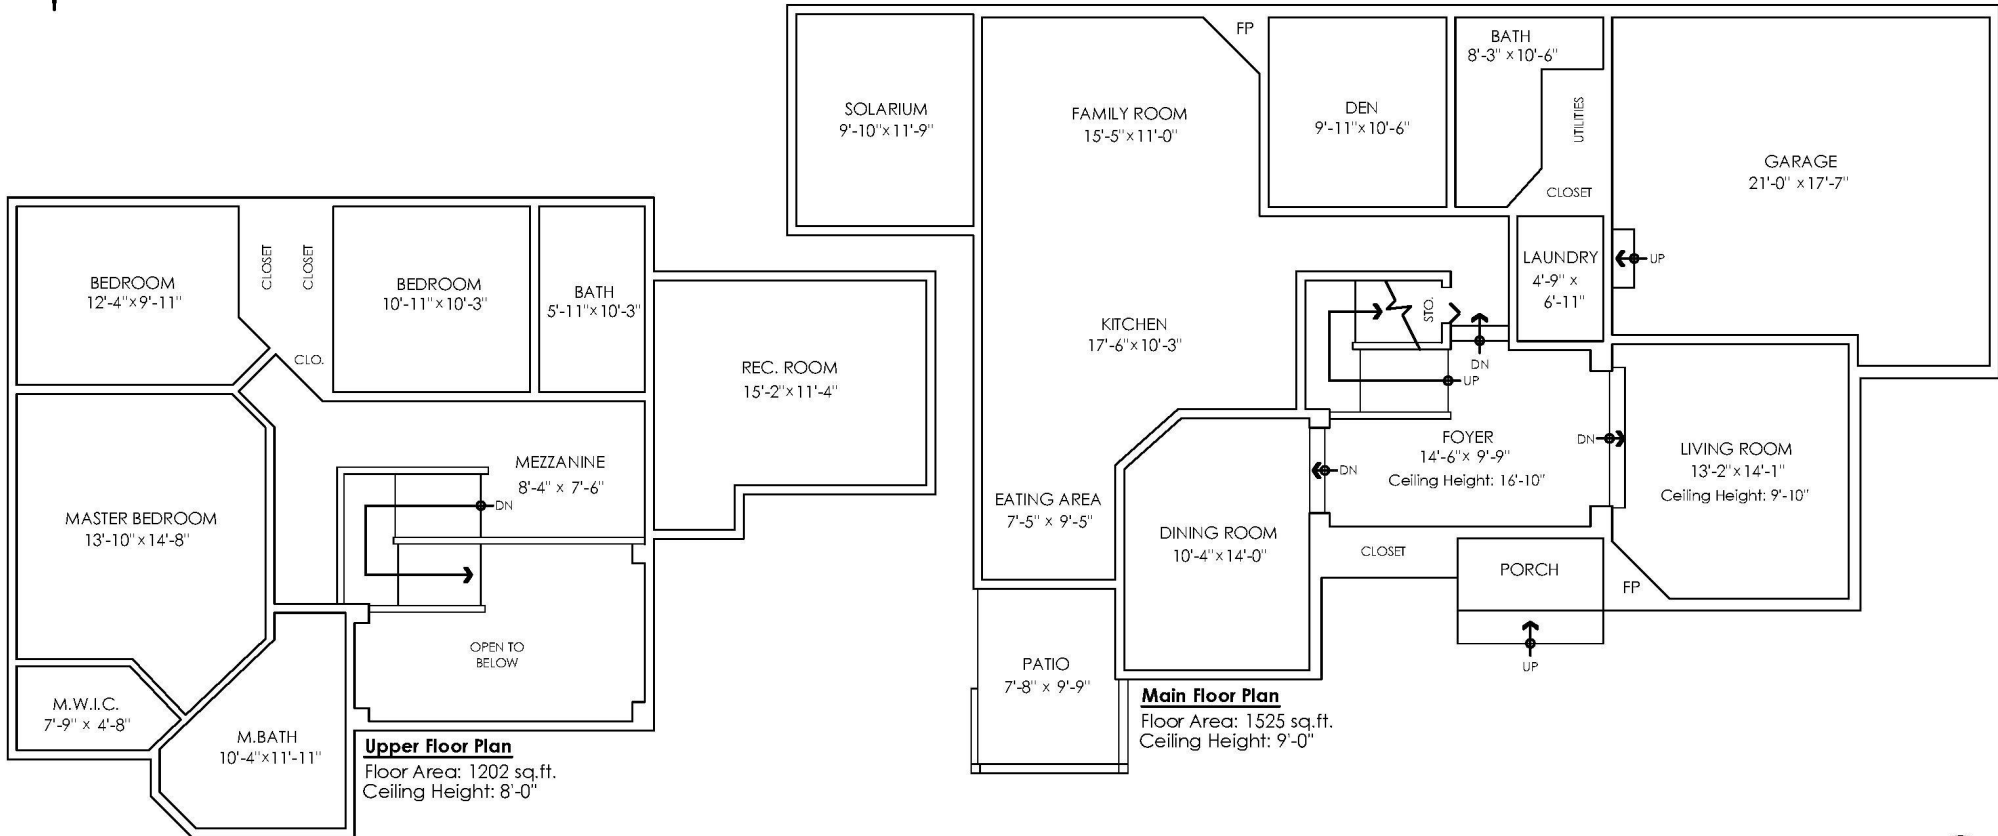 BEDROOM
12'-4"x9'-11"
CLOSET
CLOSET
CLO.
BEDROOM
10'-11"x10'-3"
BATH
5'-11"x10'-3"
REC. ROOM
15'-2"x11'-4"
MEZZANINE
8'-4" x 7'-6"
DN
MASTER BEDROOM
13'-10"x14'-8"
OPEN TO
BELOW
M.W.I.C.
7'-9" x 4'-8"
M.BATH
10'-4"x11'-11"
Upper Floor Plan
Floor Area: 1202 sq.ft.
Ceiling Height: 8'-0"
SOLARIUM
9'-10"x11'-9"
FAMILY ROOM
15'-5"x11'-0"
FP
DEN
9'-11"x10'-6"
BATH
8'-3"x10'-6"
UTILITIES
CLOSET
GARAGE
21'-0" x17'-7"
LAUNDRY
4'-9" x
6'-11"
UP
KITCHEN
17'-6"x10'-3"
STO.
DN
UP
FOYER
14'-6"x 9'-9"
Ceiling Height: 16'-10"
DN
DN
LIVING ROOM
13'-2"x14'-1"
Ceiling Height: 9'-10"
EATING AREA
7'-5" x 9'-5"
DINING ROOM
10'-4"x14'-0"
CLOSET
PORCH
FP
UP
PATIO
7'-8" x 9'-9"
Main Floor Plan
Floor Area: 1525 sq.ft.
Ceiling Height: 9'-0"